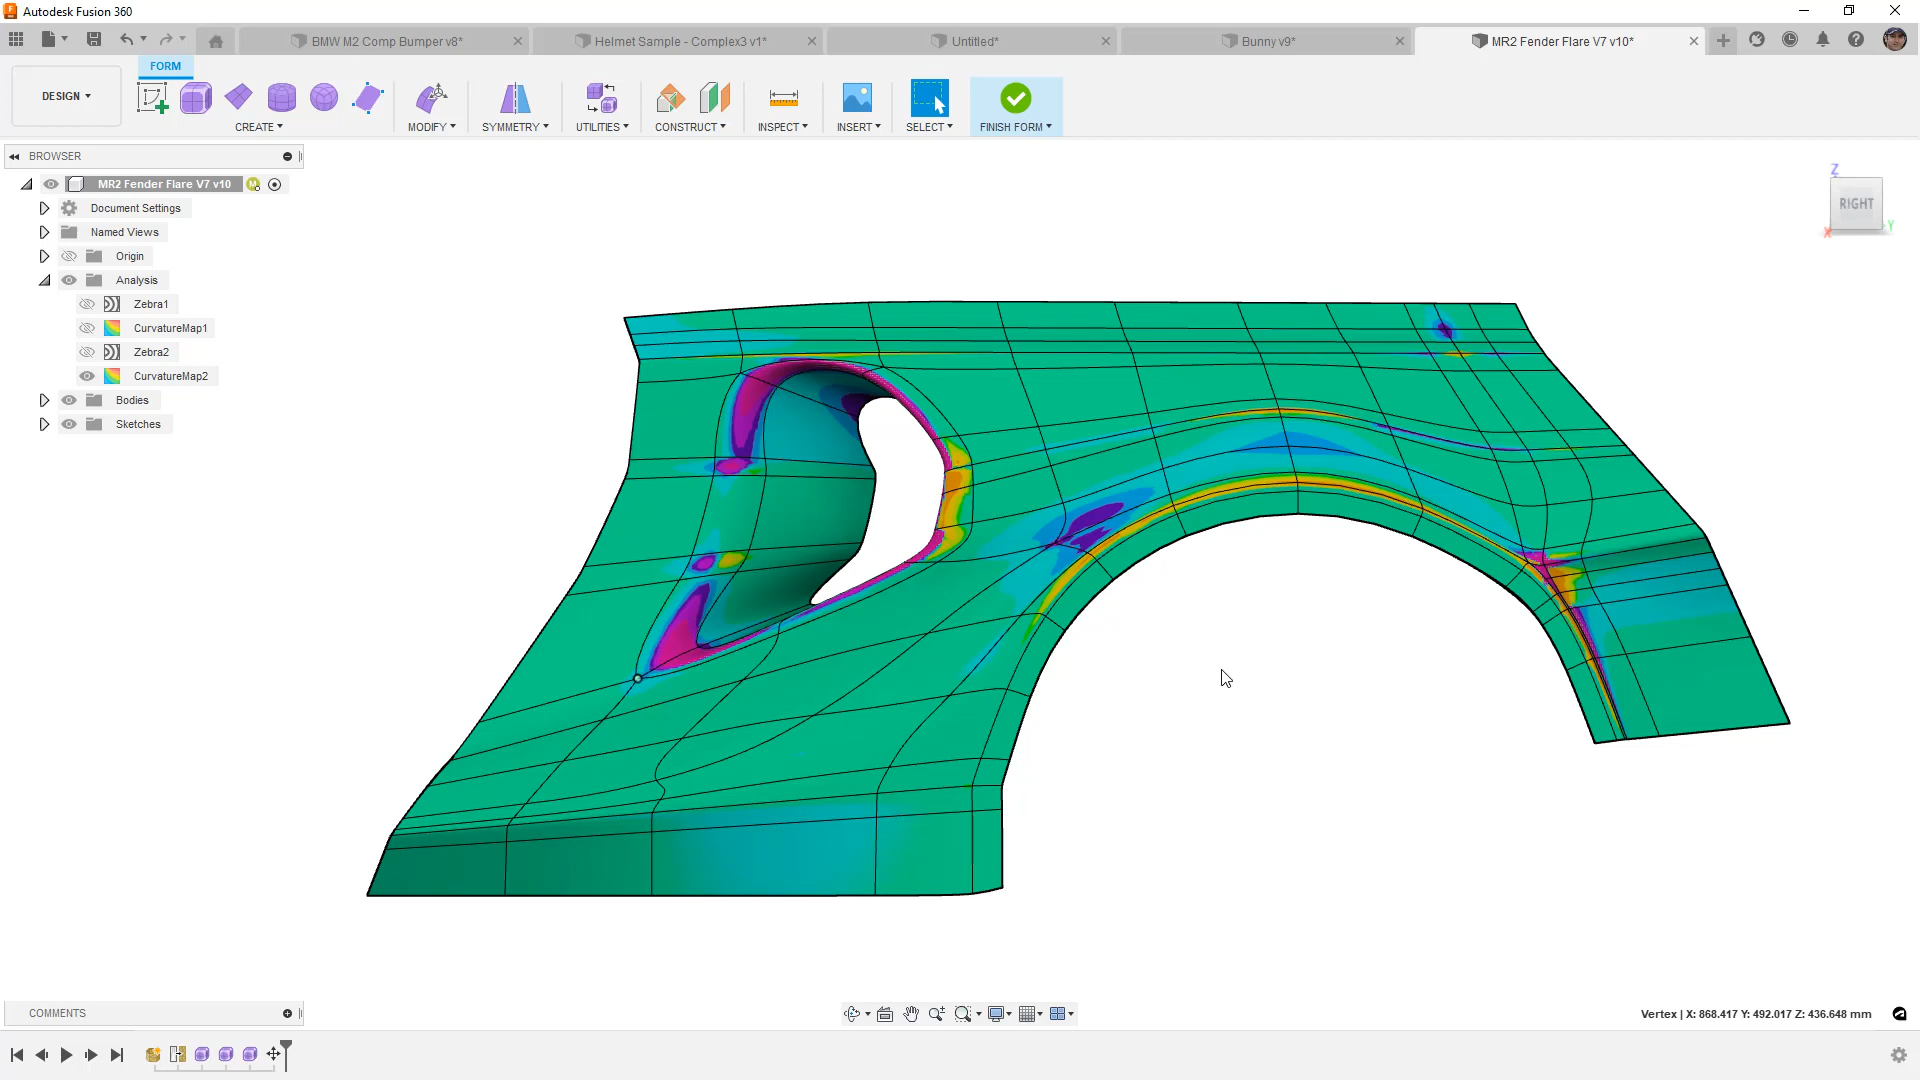 Autodesk Fusion 360
BMW M2 Comp Bumper v8*
Helmet Sample - Complex3 v1*
Untitled*
Bunny v9*
MR2 Fender Flare V7 v10*
FORM
DESIGN
CREATE
MODIFY
SYMMETRY
UTILITIES
CONSTRUCT
INSPECT
INSERT
SELECT
FINISH FORM
BROWSER
MR2 Fender Flare V7 v10
Document Settings
Named Views
Origin
Analysis
Zebra1
CurvatureMap1
Zebra2
CurvatureMap2
Bodies
Sketches
Z
RIGHT
X
Y
COMMENTS
Vertex | X: 868.417 Y: 492.017 Z: 436.648 mm